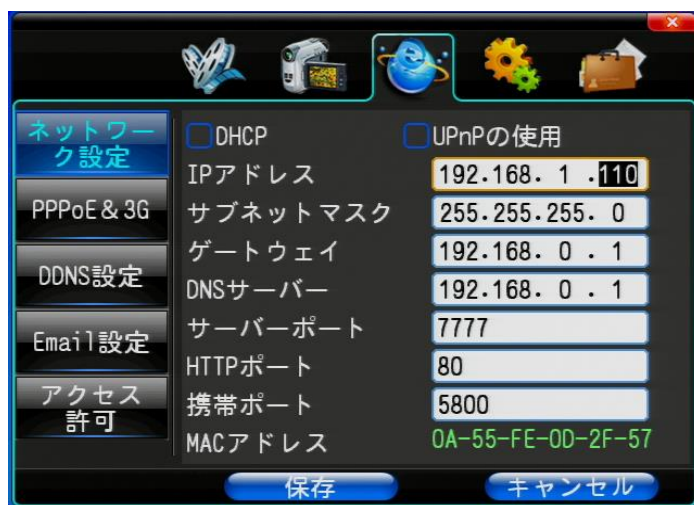 ネットワー
ク設定
PPPoE&3G
DDNS設定
Email設定
アクセス
許可
DHCP
UPnPの使用
IPアドレス 192.168. 1 .110
サブネットマスク 255.255.255. 0
ゲートウェイ 192.168. 0 . 1
DNSサーバー 192.168. 0 . 1
サーバーポート 7777
HTTPポート 80
携帯ポート 5800
MACアドレス 0A-55-FE-0D-2F-57
保存
キャンセル